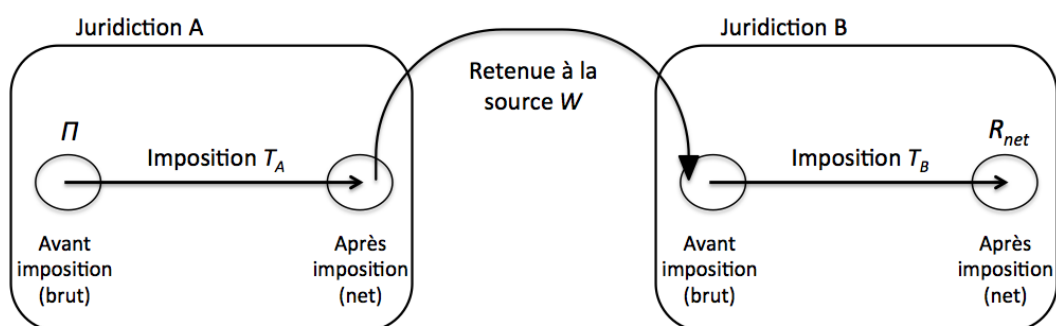 Juridiction A
Juridiction B
Retenue à la
source W
Π
Imposition T_A
Imposition T_B
R_net
Avant
imposition
(brut)
Après
imposition
(net)
Avant
imposition
(brut)
Après
imposition
(net)